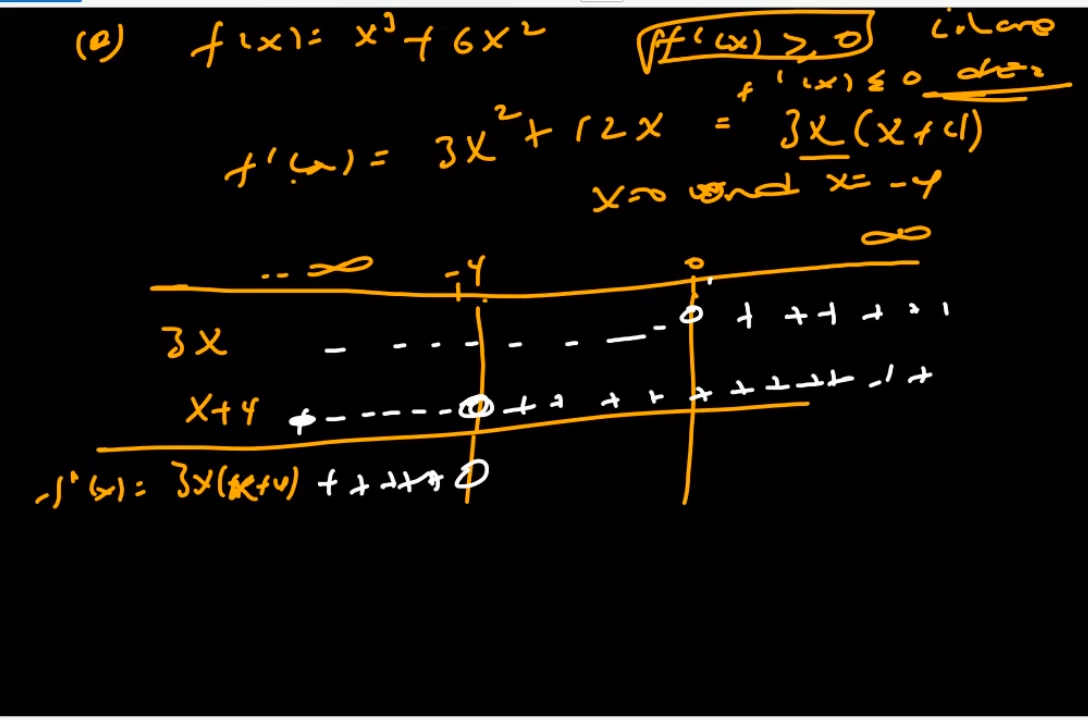 (a) f(x) = x³ + 6x² f'(x) ≥ 0
f'(x) ≤ 0
f'(x) = 3x² + 12x = 3x(x+4)
x=0 and x=-4
-∞ -4 0 ∞
3x - - - - - - - - - 0 + + + + + +
x+4 - - - - - 0 + + + + + + + + + + +
f'(x) = 3x(x+4) + + + + + 0